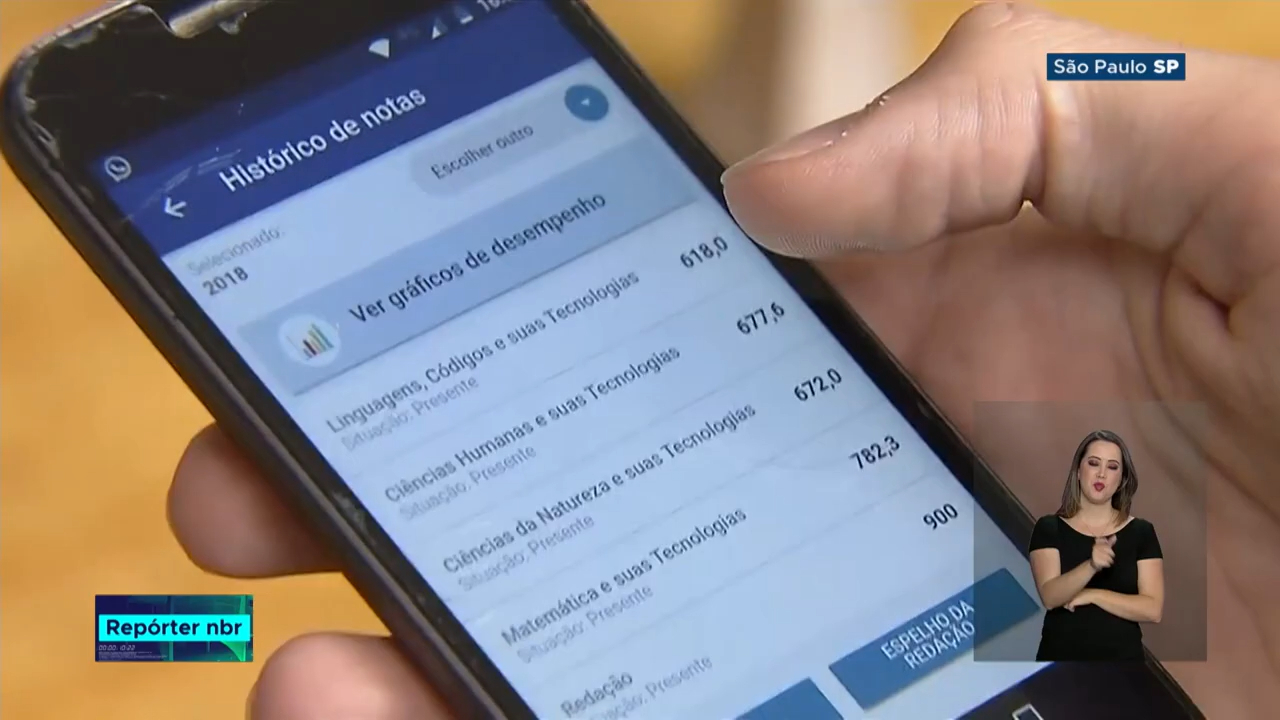 São Paulo SP
Histórico de notas
Selecionado:
2018
Escolher outro
Ver gráficos de desempenho
Linguagens, Códigos e suas Tecnologias 618,0
Situação: Presente
Ciências Humanas e suas Tecnologias 677,6
Situação: Presente
Ciências da Natureza e suas Tecnologias 672,0
Situação: Presente
Matemática e suas Tecnologias 782,3
Situação: Presente
Redação 900
Situação: Presente
ESPELHO DA
REDAÇÃO
Repórter nbr